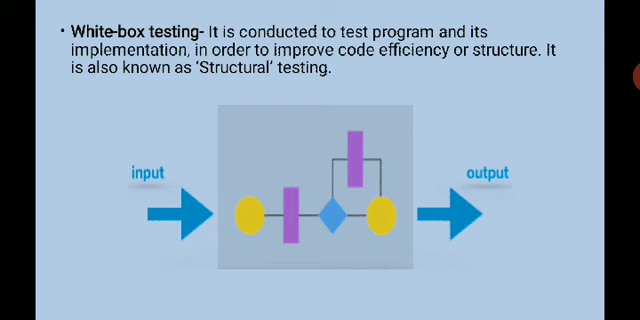 • White-box testing- It is conducted to test program and its
implementation, in order to improve code efficiency or structure. It
is also known as ‘Structural’ testing.
input
output